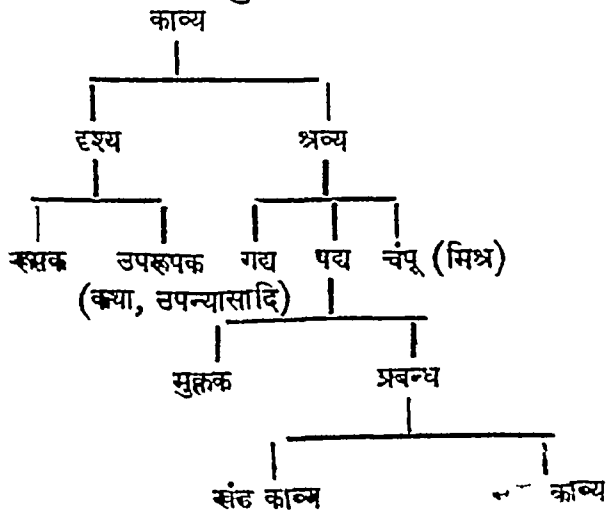 काव्य
दृश्य श्रव्य
रूपक उपरूपक गद्य पद्य चंपू (मिश्र)
(कथा, उपन्यासादि)
मुक्तक प्रबन्ध
खंड काव्य काव्य